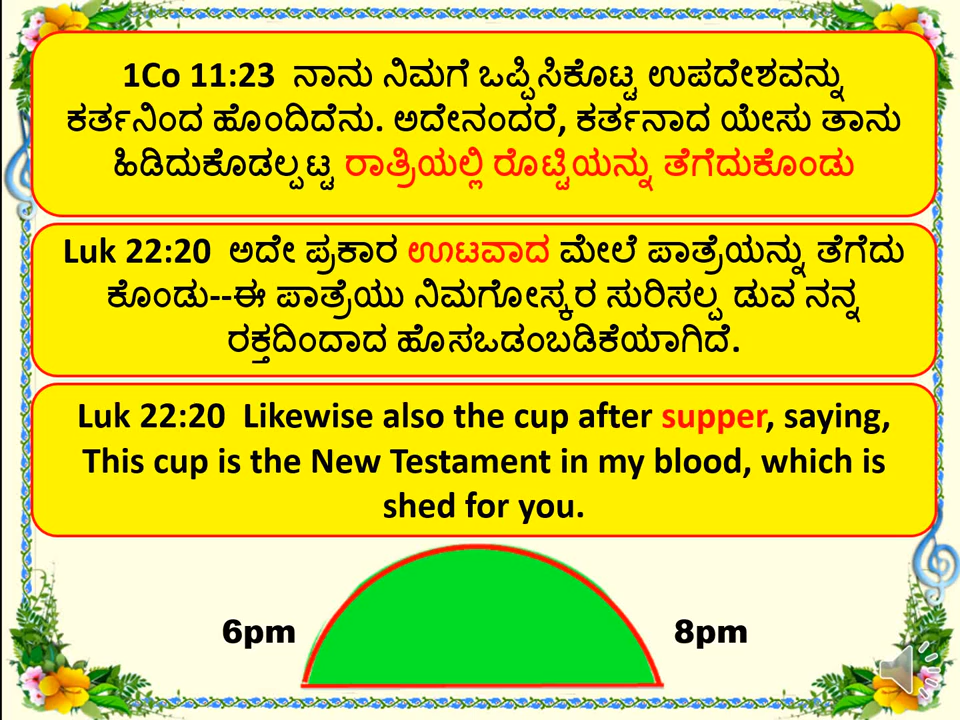 1Co 11:23 ನಾನು ನಿಮಗೆ ಒಪ್ಪಿಸಿಕೊಟ್ಟ ಉಪದೇಶವನ್ನು
ಕರ್ತನಿಂದ ಹೊಂದಿದೆನು. ಅದೇನಂದರೆ, ಕರ್ತನಾದ ಯೇಸು ತಾನು
ಹಿಡಿದುಕೊಡಲ್ಪಟ್ಟ ರಾತ್ರಿಯಲ್ಲಿ ರೊಟ್ಟಿಯನ್ನು ತೆಗೆದುಕೊಂಡು
Luk 22:20 ಅದೇ ಪ್ರಕಾರ ಊಟವಾದ ಮೇಲೆ ಪಾತ್ರೆಯನ್ನು ತೆಗೆದು
ಕೊಂಡು--ಈ ಪಾತ್ರೆಯು ನಿಮಗೋಸ್ಕರ ಸುರಿಸಲ್ಪ ಡುವ ನನ್ನ
ರಕ್ತದಿಂದಾದ ಹೊಸಒಡಂಬಡಿಕೆಯಾಗಿದೆ.
Luk 22:20 Likewise also the cup after supper, saying,
This cup is the New Testament in my blood, which is
shed for you.
6pm 8pm